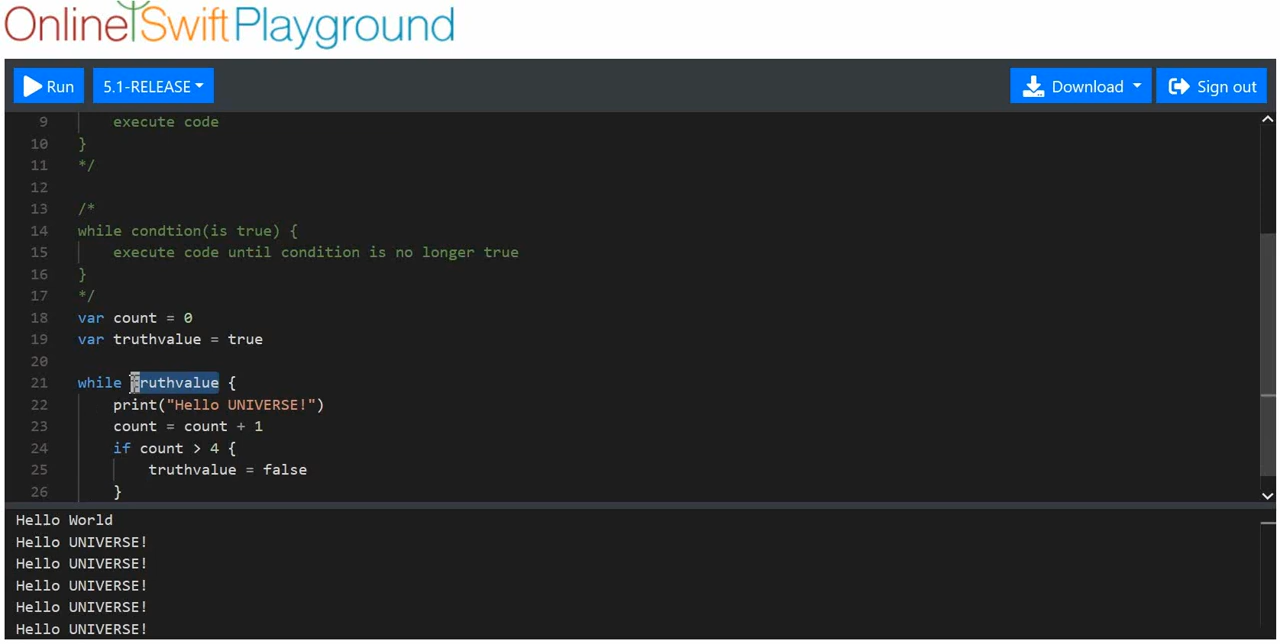 OnlineSwiftPlayground
Run 5.1-RELEASE Download Sign out
9 execute code
10 }
11 */
12
13 /*
14 while condtion(is true) {
15 execute code until condition is no longer true
16 }
17 */
18 var count = 0
19 var truthvalue = true
20
21 while truthvalue {
22 print("Hello UNIVERSE!")
23 count = count + 1
24 if count > 4 {
25 truthvalue = false
26 }
Hello World
Hello UNIVERSE!
Hello UNIVERSE!
Hello UNIVERSE!
Hello UNIVERSE!
Hello UNIVERSE!